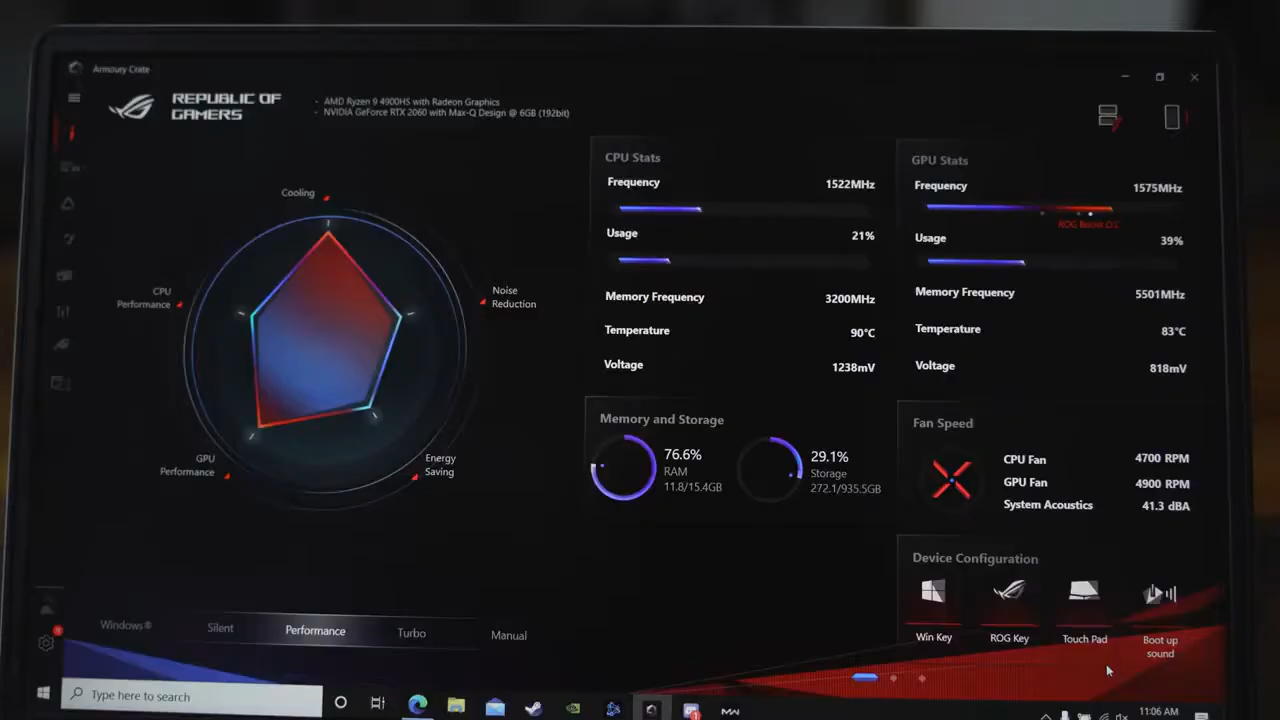 Armoury Crate
REPUBLIC OF
GAMERS
- AMD Ryzen 9 4900HS with Radeon Graphics
- NVIDIA GeForce RTX 2060 with Max-Q Design @ 6GB (192bit)
Cooling
CPU
Performance
Noise
Reduction
GPU
Performance
Energy
Saving
CPU Stats
Frequency 1522MHz
Usage 21%
Memory Frequency 3200MHz
Temperature 90°C
Voltage 1238mV
GPU Stats
Frequency 1575MHz
ROG Boost OC
Usage 39%
Memory Frequency 5501MHz
Temperature 83°C
Voltage 818mV
Memory and Storage
76.6%
RAM
11.8/15.4GB
29.1%
Storage
272.1/935.5GB
Fan Speed
CPU Fan 4700 RPM
GPU Fan 4900 RPM
System Acoustics 41.3 dBA
Device Configuration
Win Key
ROG Key
Touch Pad
Boot up
sound
Windows® Silent Performance Turbo Manual
Type here to search
11:06 AM